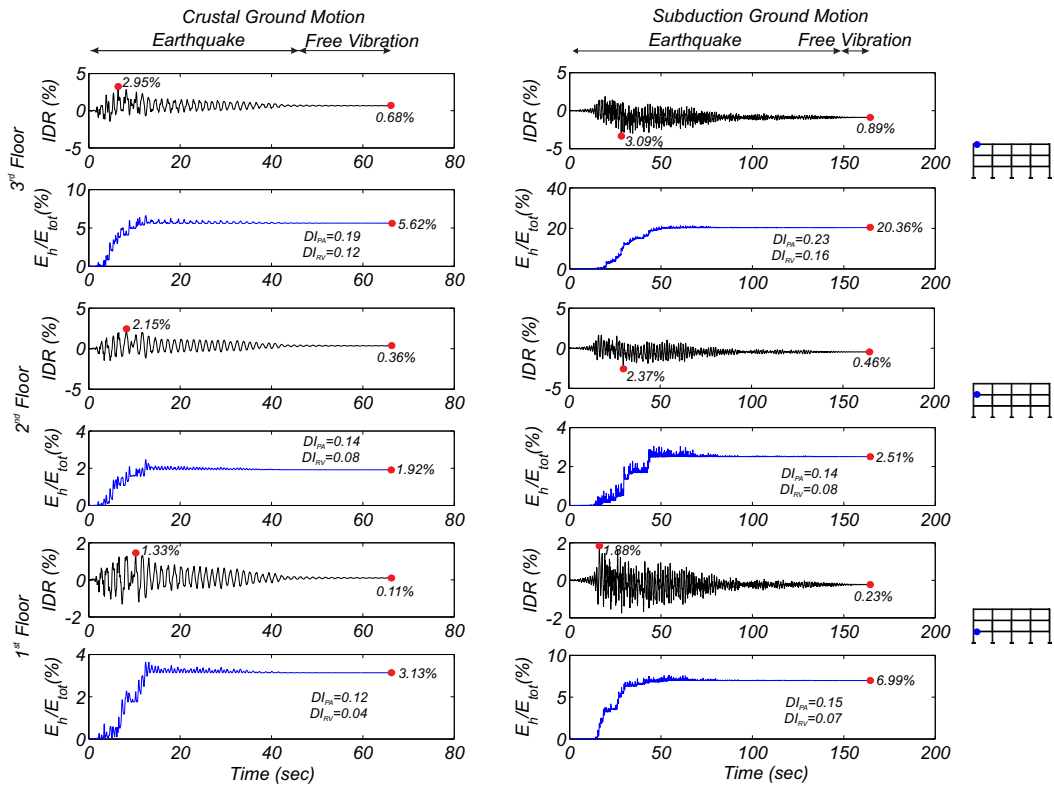 Crustal Ground Motion
Earthquake Free Vibration
Subduction Ground Motion
Earthquake Free Vibration
3rd Floor
IDR (%)
5
0
-5
2.95%
0.68%
0 20 40 60 80
IDR (%)
5
0
-5
3.09%
0.89%
0 50 100 150 200
Eh/Etot(%)
10
5
0
5.62%
DIPA=0.19
DIRV=0.12
0 20 40 60 80
Eh/Etot(%)
40
20
0
20.36%
DIPA=0.23
DIRV=0.16
0 50 100 150 200
2nd Floor
IDR (%)
5
0
-5
2.15%
0.36%
0 20 40 60 80
IDR (%)
5
0
-5
2.37%
0.46%
0 50 100 150 200
Eh/Etot(%)
4
2
0
DIPA=0.14
DIRV=0.08
1.92%
0 20 40 60 80
Eh/Etot(%)
4
2
0
2.51%
DIPA=0.14
DIRV=0.08
0 50 100 150 200
1st Floor
IDR (%)
2
0
-2
1.33%
0.11%
0 20 40 60 80
IDR (%)
2
0
-2
1.88%
0.23%
0 50 100 150 200
Eh/Etot(%)
4
2
0
3.13%
DIPA=0.12
DIRV=0.04
0 20 40 60 80
Time (sec)
Eh/Etot(%)
10
5
0
6.99%
DIPA=0.15
DIRV=0.07
0 50 100 150 200
Time (sec)